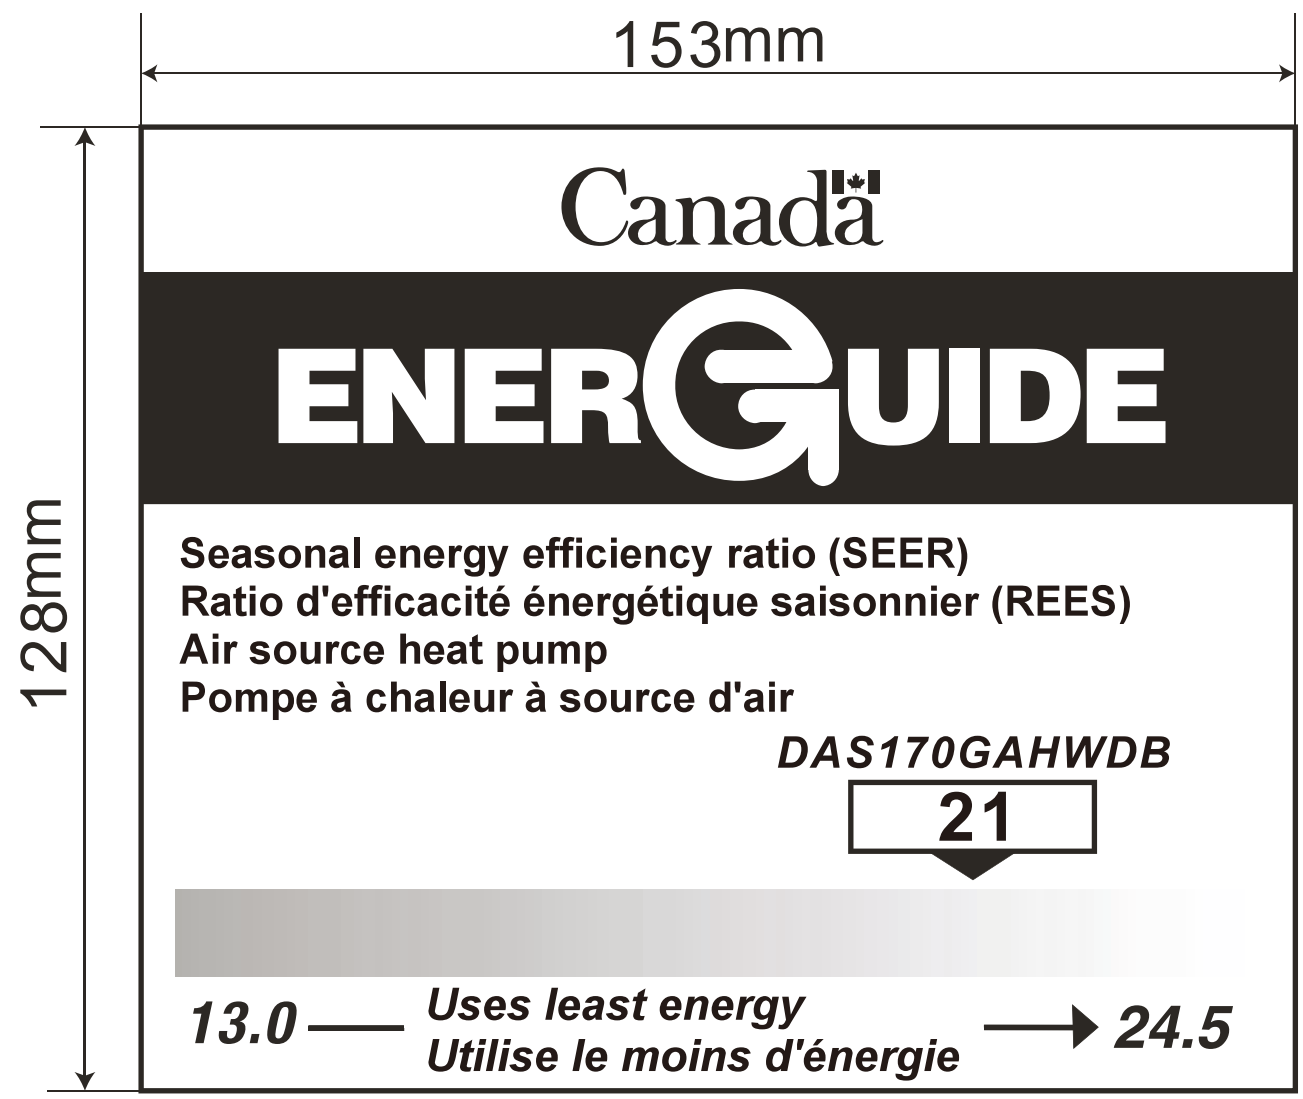 153mm
128mm
Canada
ENERGUIDE
Seasonal energy efficiency ratio (SEER)
Ratio d'efficacité énergétique saisonnier (REES)
Air source heat pump
Pompe à chaleur à source d'air
DAS170GAHWDB
21
13.0 Uses least energy 24.5
Utilise le moins d'énergie